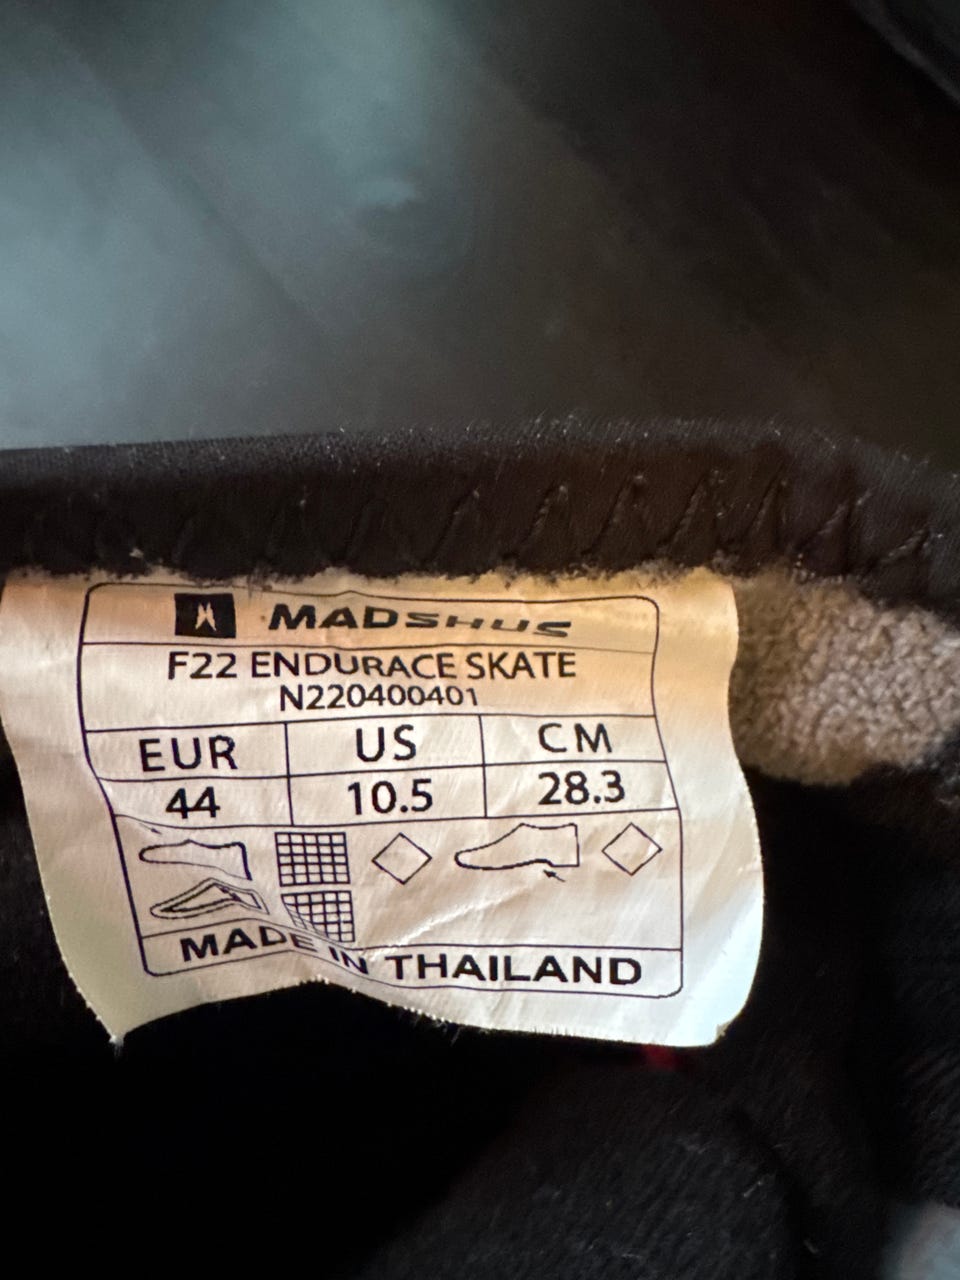 MADSHUS
F22 ENDURACE SKATE
N220400401
EUR US CM
44 10.5 28.3
MADE IN THAILAND